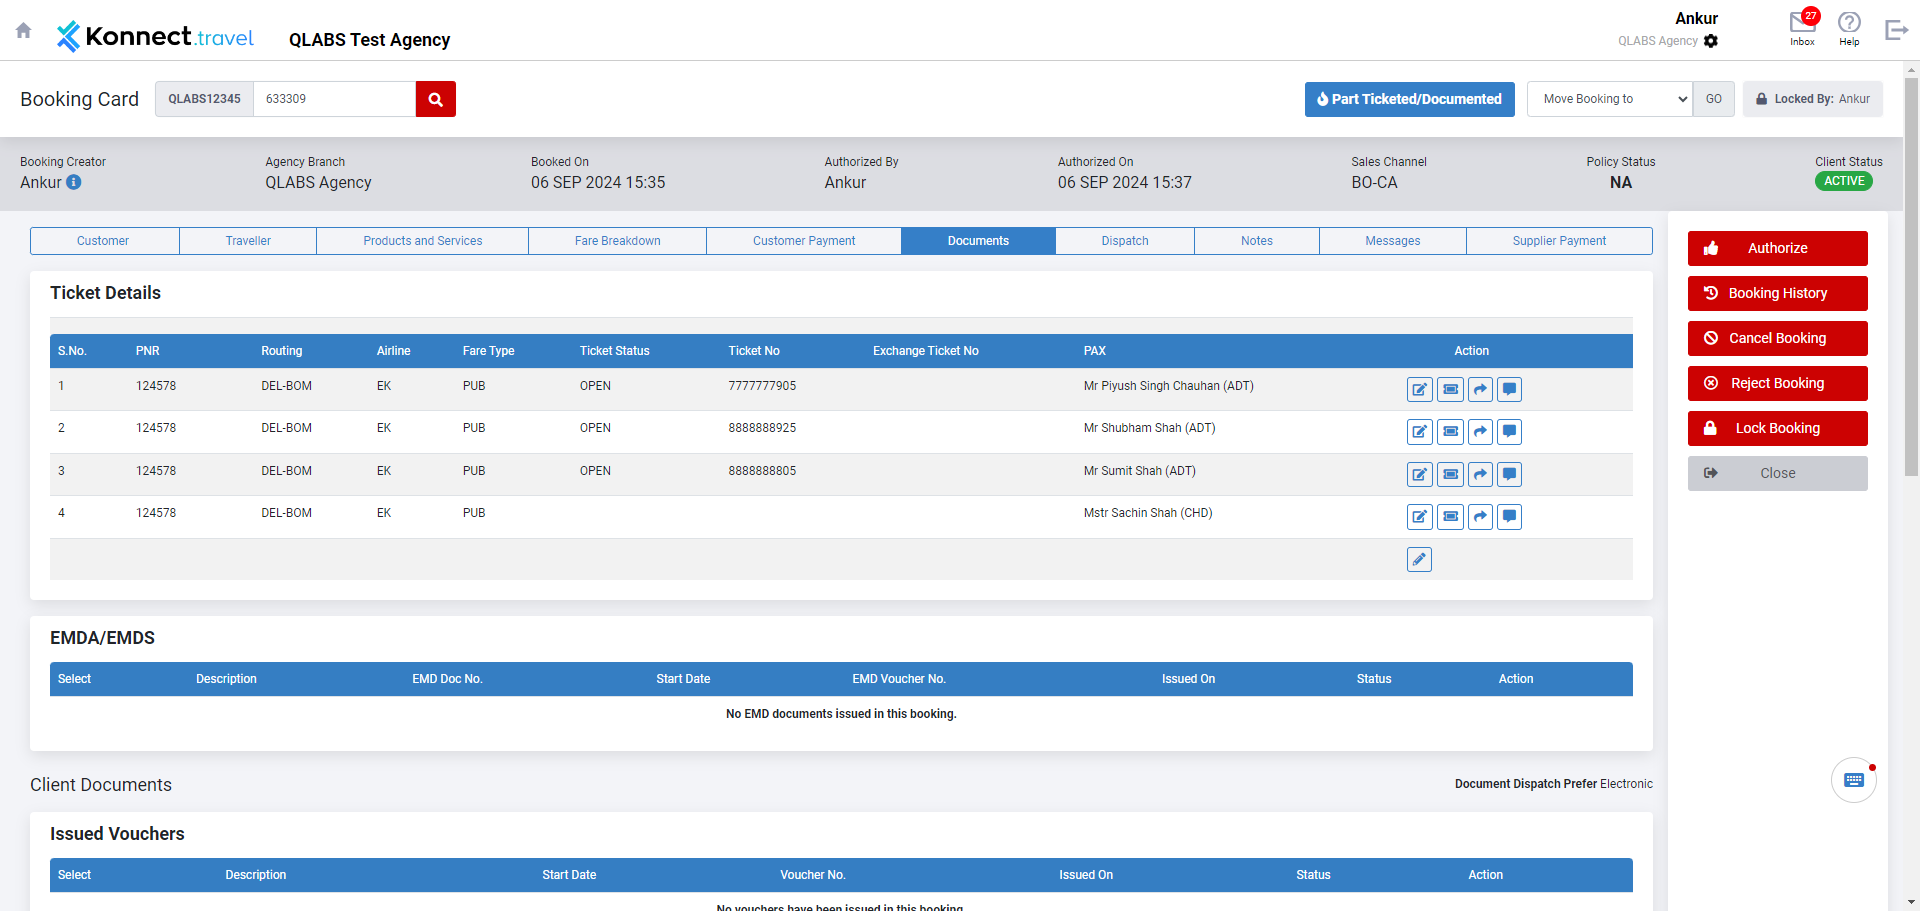 Konnect.travel
QLABS Test Agency
Ankur
QLABS Agency
27
Inbox
Help
Booking Card
QLABS12345
633309
Part Ticketed/Documented
Move Booking to
GO
Locked By: Ankur
Booking Creator
Ankur
Agency Branch
QLABS Agency
Booked On
06 SEP 2024 15:35
Authorized By
Ankur
Authorized On
06 SEP 2024 15:37
Sales Channel
BO-CA
Policy Status
NA
Client Status
ACTIVE
Customer Traveller Products and Services Fare Breakdown Customer Payment Documents Dispatch Notes Messages Supplier Payment
Authorize
Booking History
Cancel Booking
Reject Booking
Lock Booking
Close
Ticket Details
S.No. PNR Routing Airline Fare Type Ticket Status Ticket No Exchange Ticket No PAX Action
1 124578 DEL-BOM EK PUB OPEN 7777777905 Mr Piyush Singh Chauhan (ADT)
2 124578 DEL-BOM EK PUB OPEN 8888888925 Mr Shubham Shah (ADT)
3 124578 DEL-BOM EK PUB OPEN 8888888805 Mr Sumit Shah (ADT)
4 124578 DEL-BOM EK PUB Mstr Sachin Shah (CHD)
EMDA/EMDS
Select Description EMD Doc No. Start Date EMD Voucher No. Issued On Status Action
No EMD documents issued in this booking.
Client Documents
Document Dispatch Prefer Electronic
Issued Vouchers
Select Description Start Date Voucher No. Issued On Status Action
No vouchers have been issued in this booking